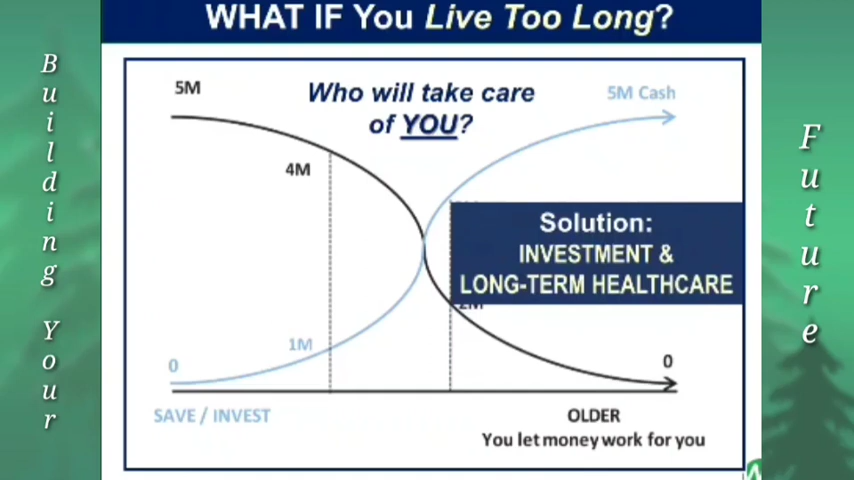 WHAT IF You Live Too Long?
Building Your
Future
5M
Who will take care
of YOU?
5M Cash
4M
Solution:
INVESTMENT &
LONG-TERM HEALTHCARE
1M
0
0
SAVE / INVEST
OLDER
You let money work for you